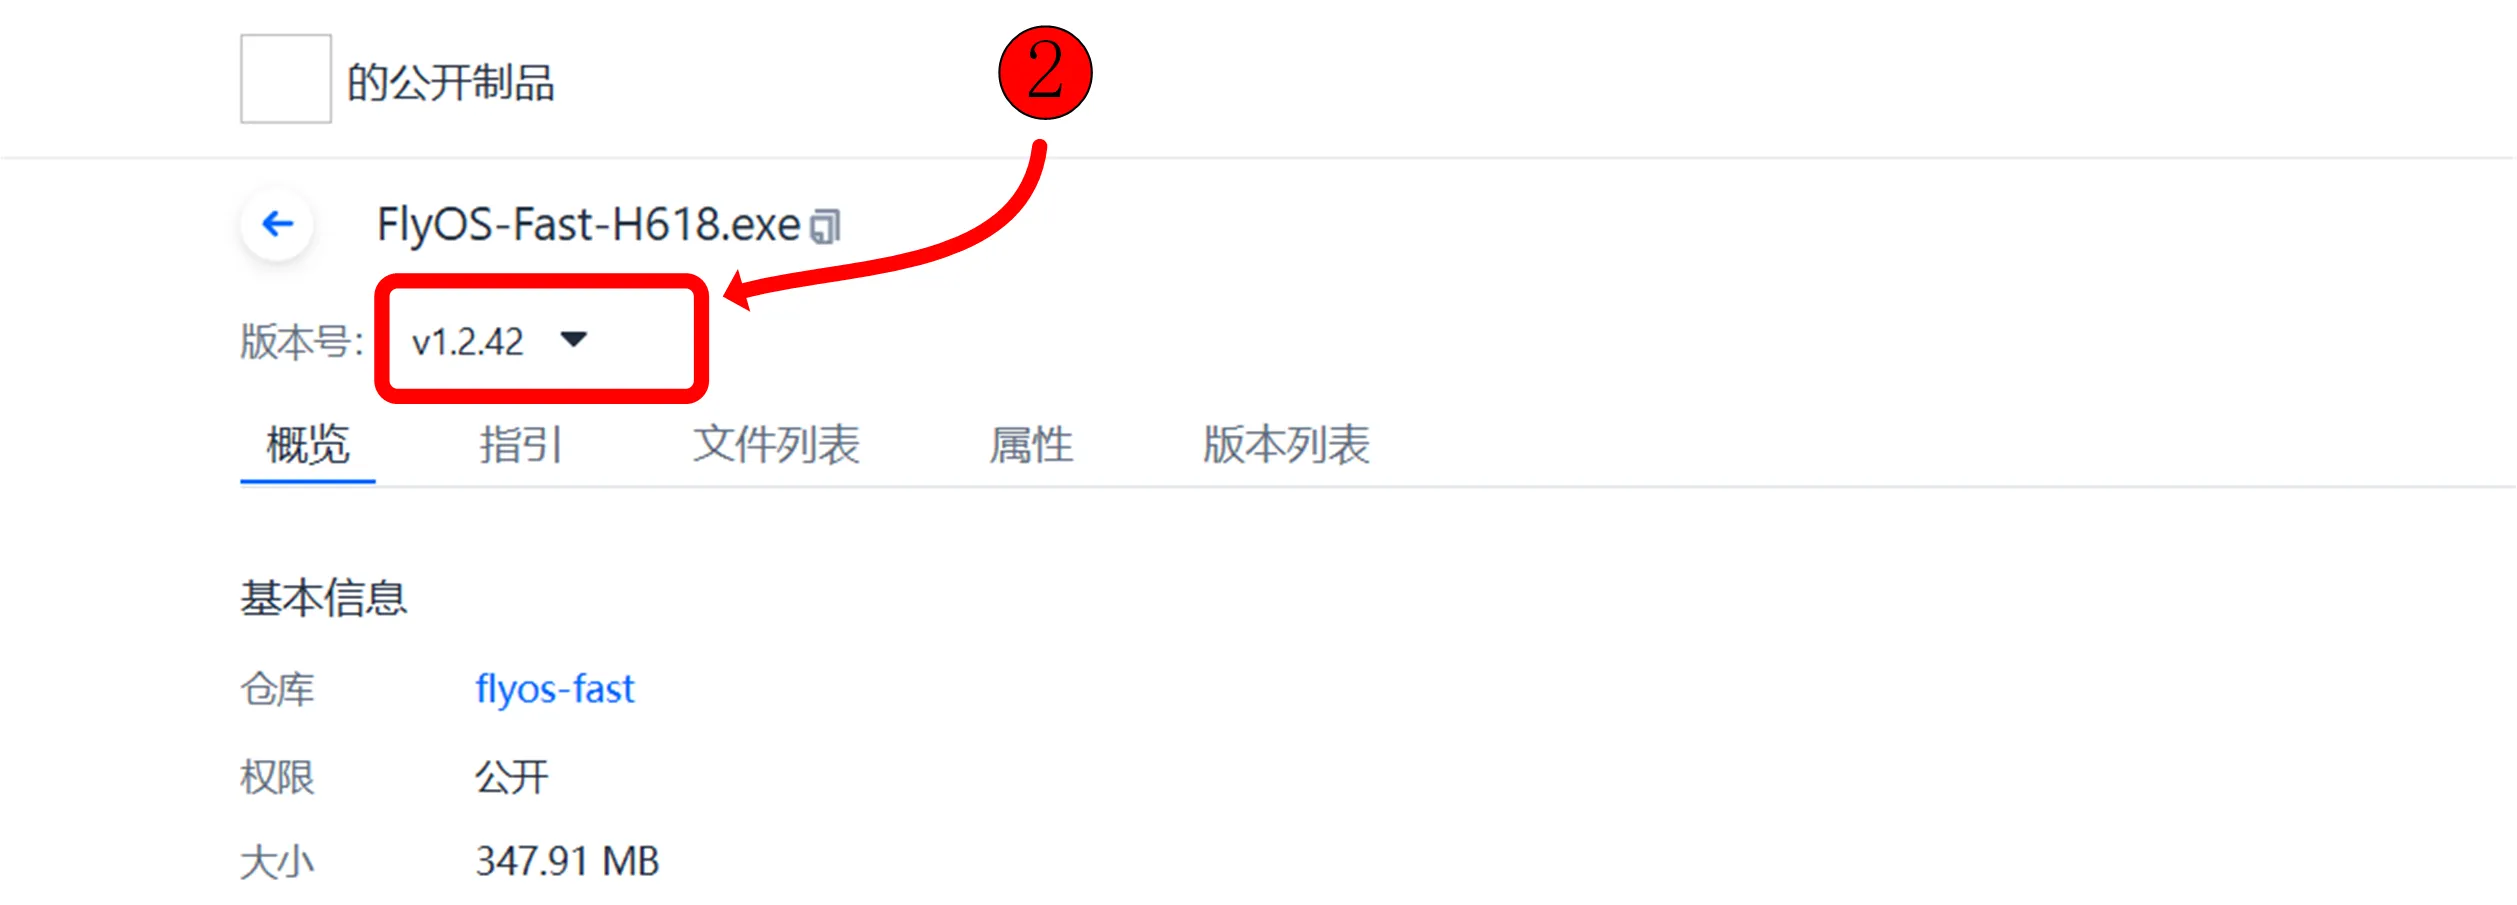 的公开制品
2
FlyOS-Fast-H618.exe
版本号: v1.2.42
概览 指引 文件列表 属性 版本列表
基本信息
仓库 flyos-fast
权限 公开
大小 347.91 MB